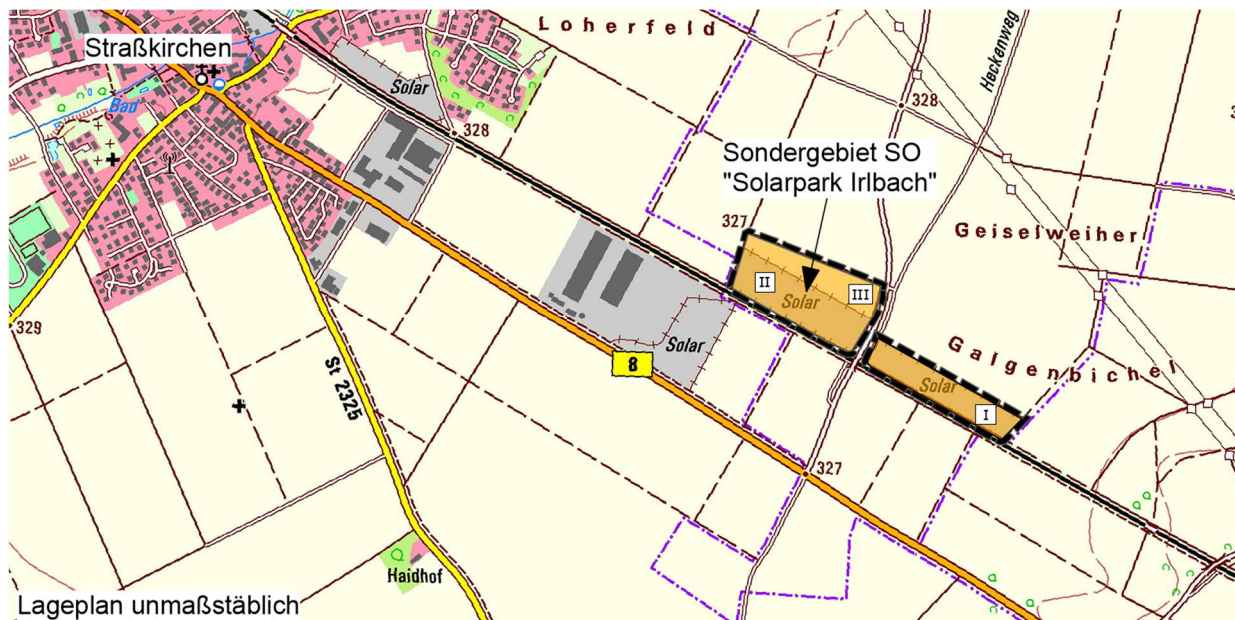 Straßkirchen
Loherfeld
Heckenweg
Solar
Bad
328
328
Sondergebiet SO
"Solarpark Irlbach"
327
Geiselweiher
II
III
Solar
329
St 2325
8
Solar
Galgenbichel
Solar
I
327
Haidhof
Lageplan unmaßstäblich